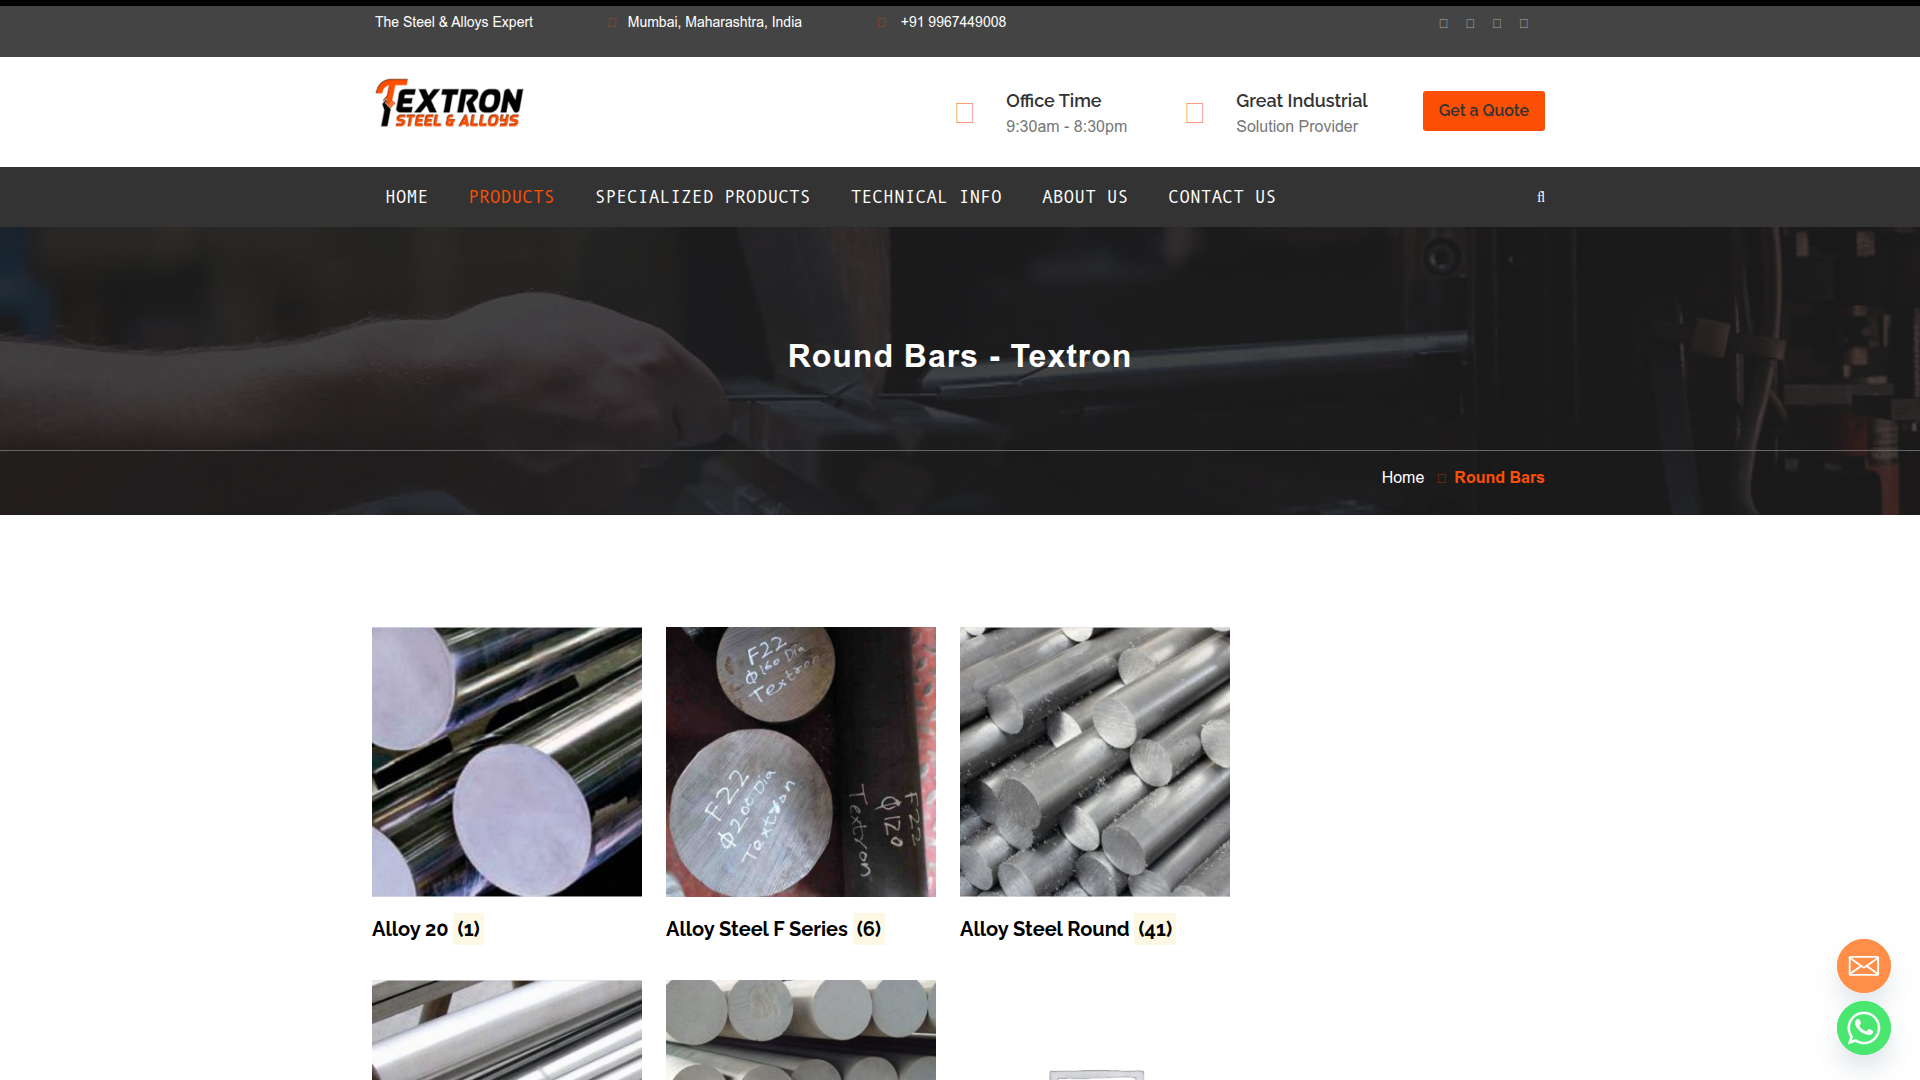 The Steel & Alloys Expert
Mumbai, Maharashtra, India
+91 9967449008
TEXTRON
STEEL & ALLOYS
Office Time
9:30am - 8:30pm
Great Industrial
Solution Provider
Get a Quote
HOME
PRODUCTS
SPECIALIZED PRODUCTS
TECHNICAL INFO
ABOUT US
CONTACT US
Round Bars - Textron
Home
Round Bars
F22
Φ160 Dia
Textron
F22
Φ200 Dia
Textron
F22
Φ120
Textron
Alloy 20 (1)
Alloy Steel F Series (6)
Alloy Steel Round (41)